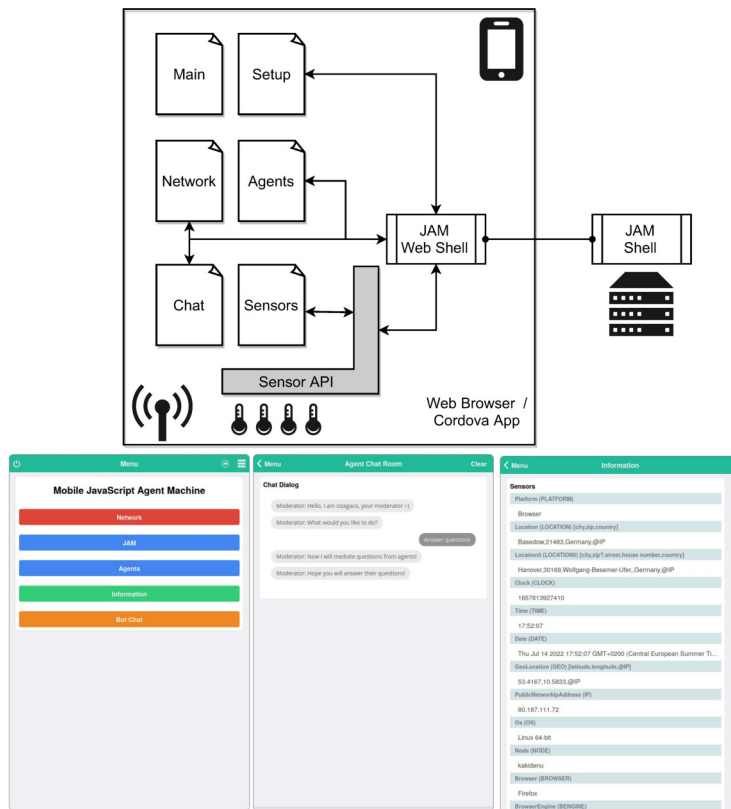 Main
Setup
Network
Agents
JAM
Web Shell
JAM
Shell
Chat
Sensors
Sensor API
Web Browser /
Cordova App
Menu
Mobile JavaScript Agent Machine
Network
JAM
Agents
Information
Bot Chat
Menu
Agent Chat Room
Clear
Chat Dialog
Moderator: Hello, I am cizagaco, your moderator :-)
Moderator: What would you like to do?
Answer questions
Moderator: Now I will mediate questions from agents!
Moderator: Hope you will answer their questions!
Menu
Information
Sensors
Platform (PLATFORM)
Browser
Location (LOCATION) [city,zip,country]
Basedow,21483,Germany,@IP
Location0 (LOCATION0) [city,zip?,street,house number,country]
Hanover,30169,Wolfgang-Besemer-Ufer,,Germany,@IP
Clock (CLOCK)
1657813927410
Time (TIME)
17:52:07
Date (DATE)
Thu Jul 14 2022 17:52:07 GMT+0200 (Central European Summer Ti...
GeoLocation (GEO) [latitude,longitude,@IP]
53.4167,10.5833,@IP
PublicNetworkIpAddress (IP)
80.187.111.72
Os (OS)
Linux 64-bit
Node (NODE)
kakidenu
Browser (BROWSER)
Firefox
BrowserEngine (BENGINE)